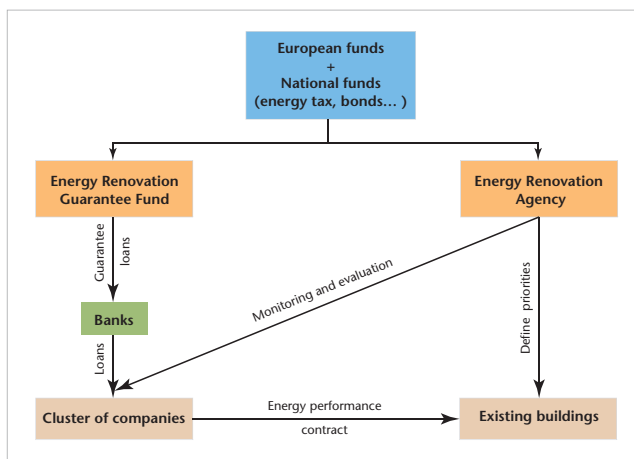 European funds
+
National funds
(energy tax, bonds... )
Energy Renovation
Guarantee Fund
Energy Renovation
Agency
Guarantee
loans
Monitoring and evaluation
Define priorities
Banks
Loans
Cluster of companies
Energy performance
contract
Existing buildings